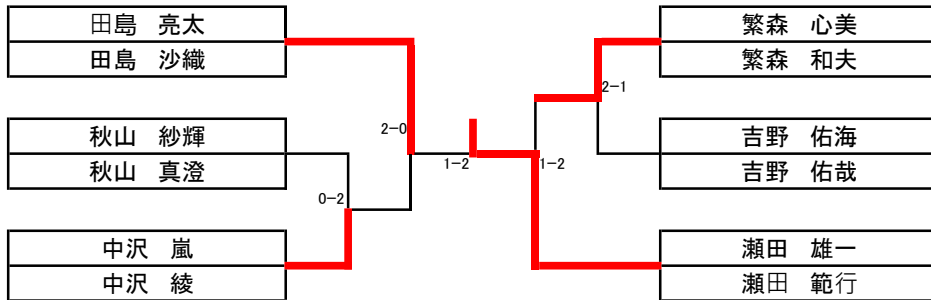 田島　亮太
田島　沙織
秋山　紗輝
秋山　真澄
中沢　嵐
中沢　綾
2-0
0-2
1-2
1-2
2-1
繁森　心美
繁森　和夫
吉野　佑海
吉野　佑哉
瀬田　雄一
瀬田　範行